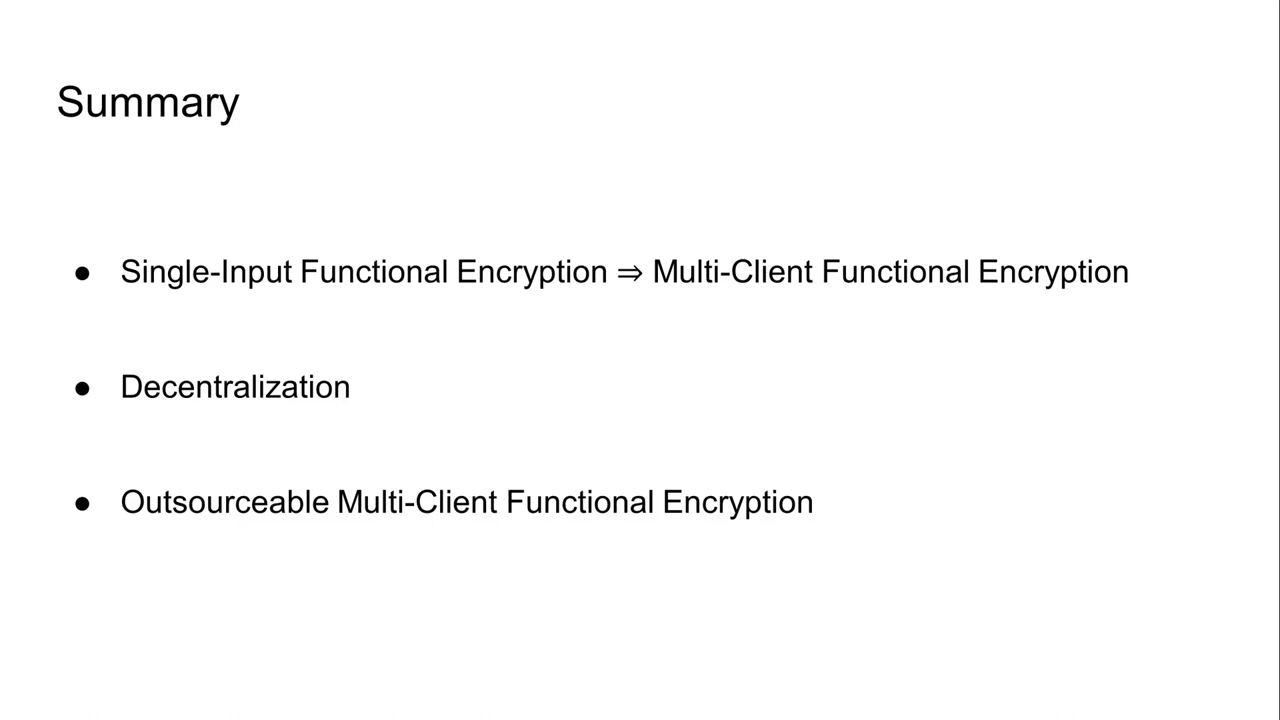 Summary
● Single-Input Functional Encryption ⇒ Multi-Client Functional Encryption
● Decentralization
● Outsourceable Multi-Client Functional Encryption